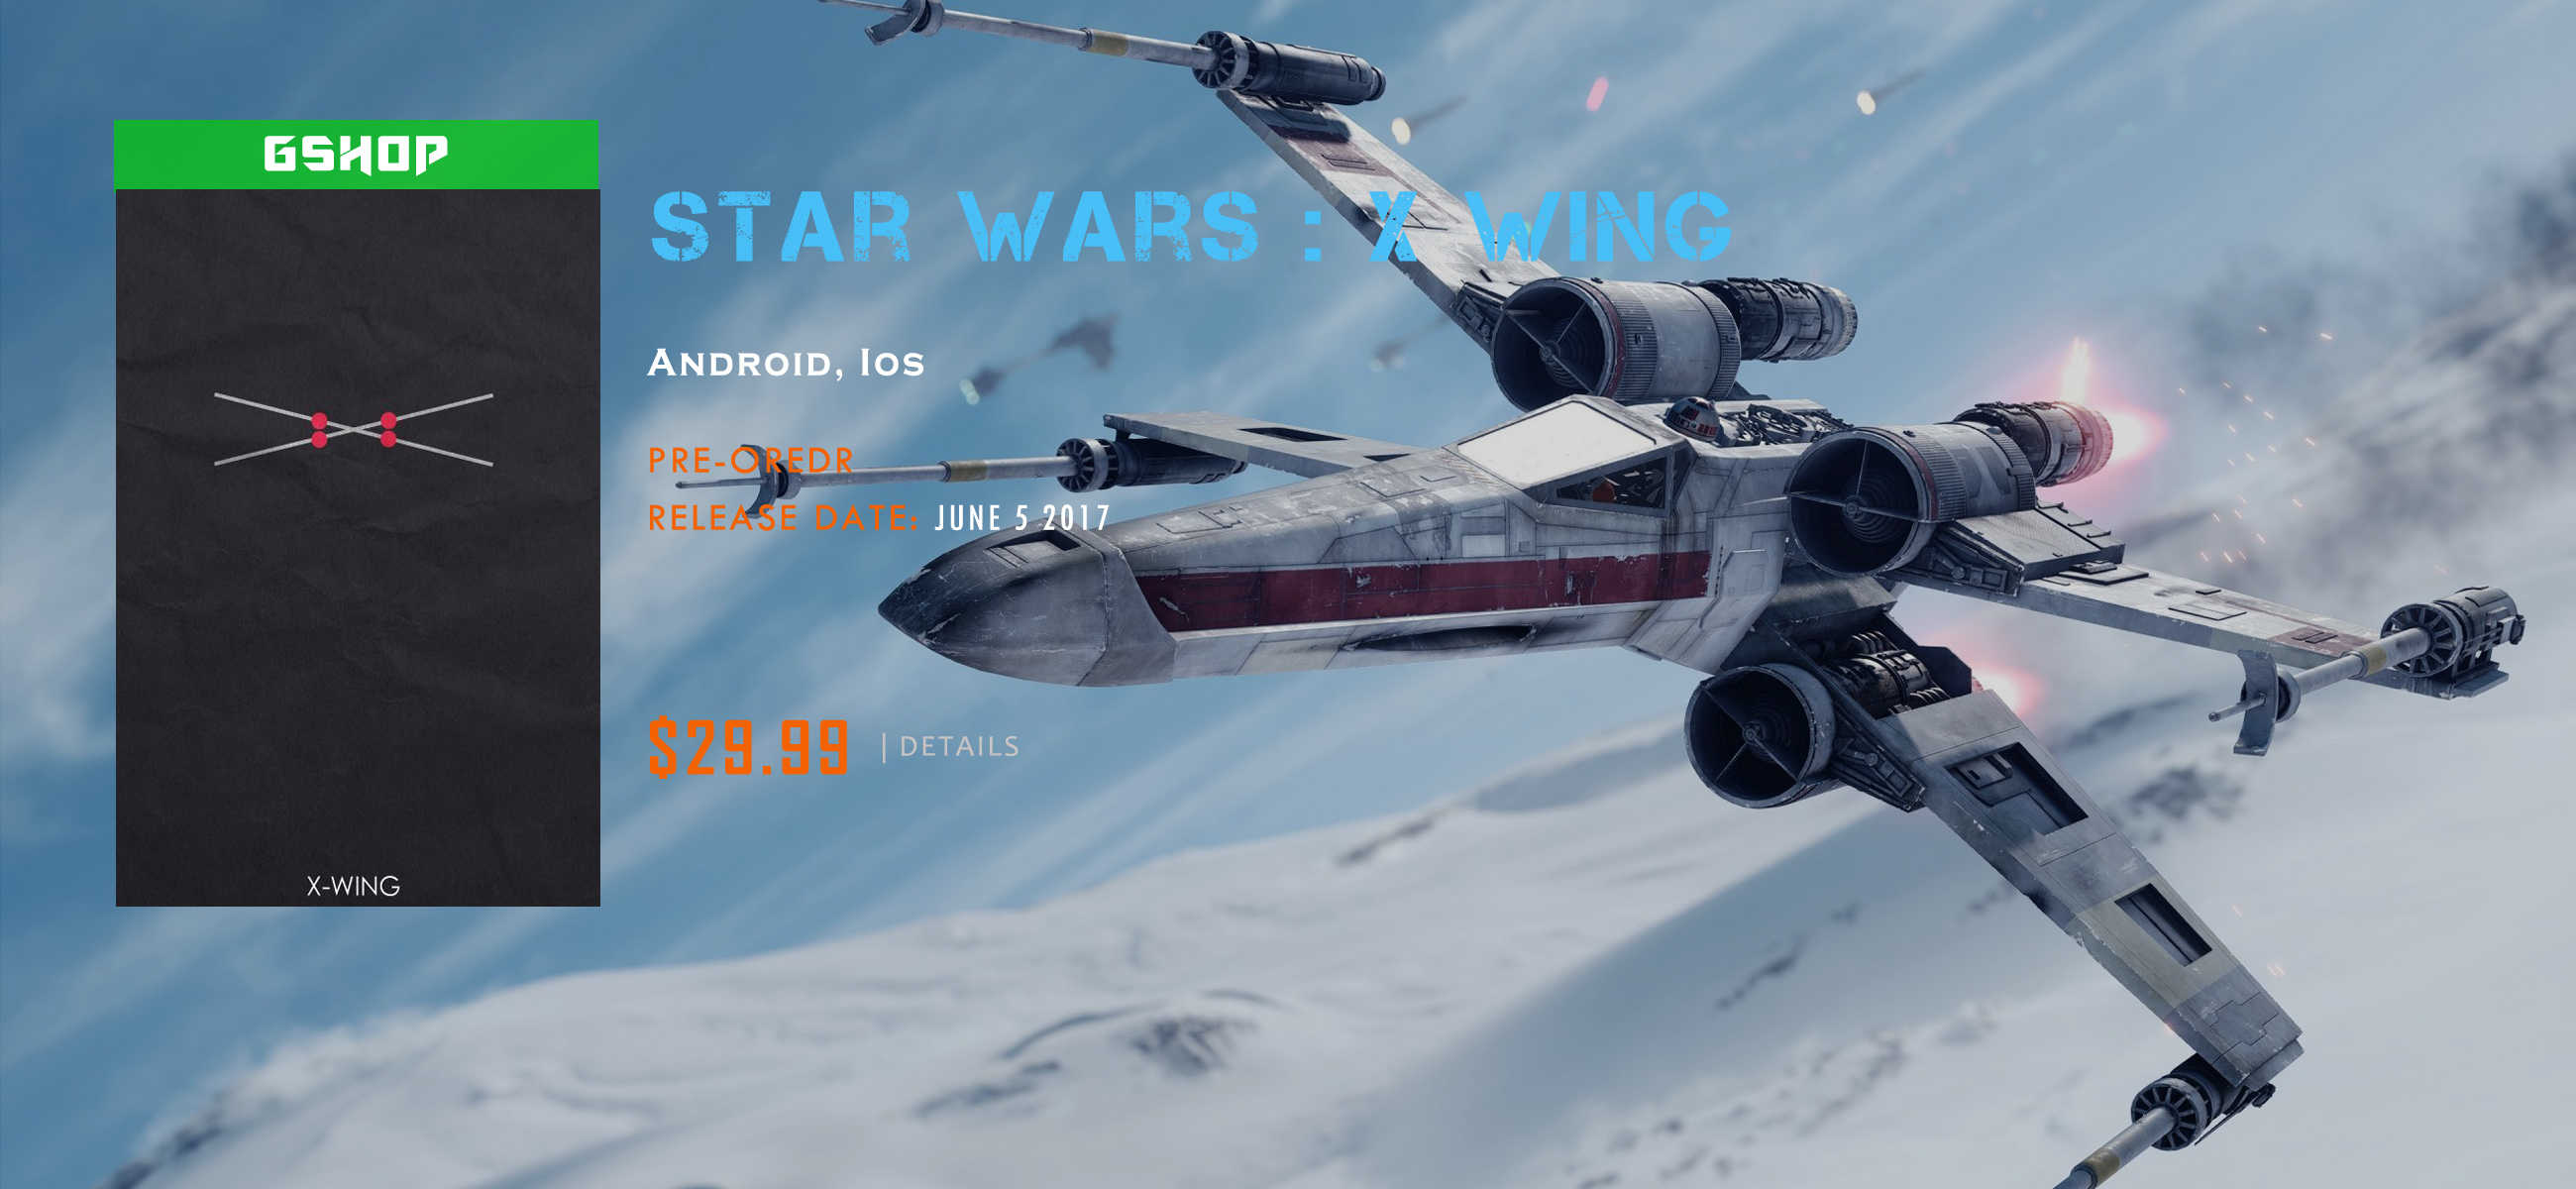 GSHOP
STAR WARS : X WING
Android, Ios
PRE-OREDR
RELEASE DATE: JUNE 5 2017
$29.99 | DETAILS
X-WING